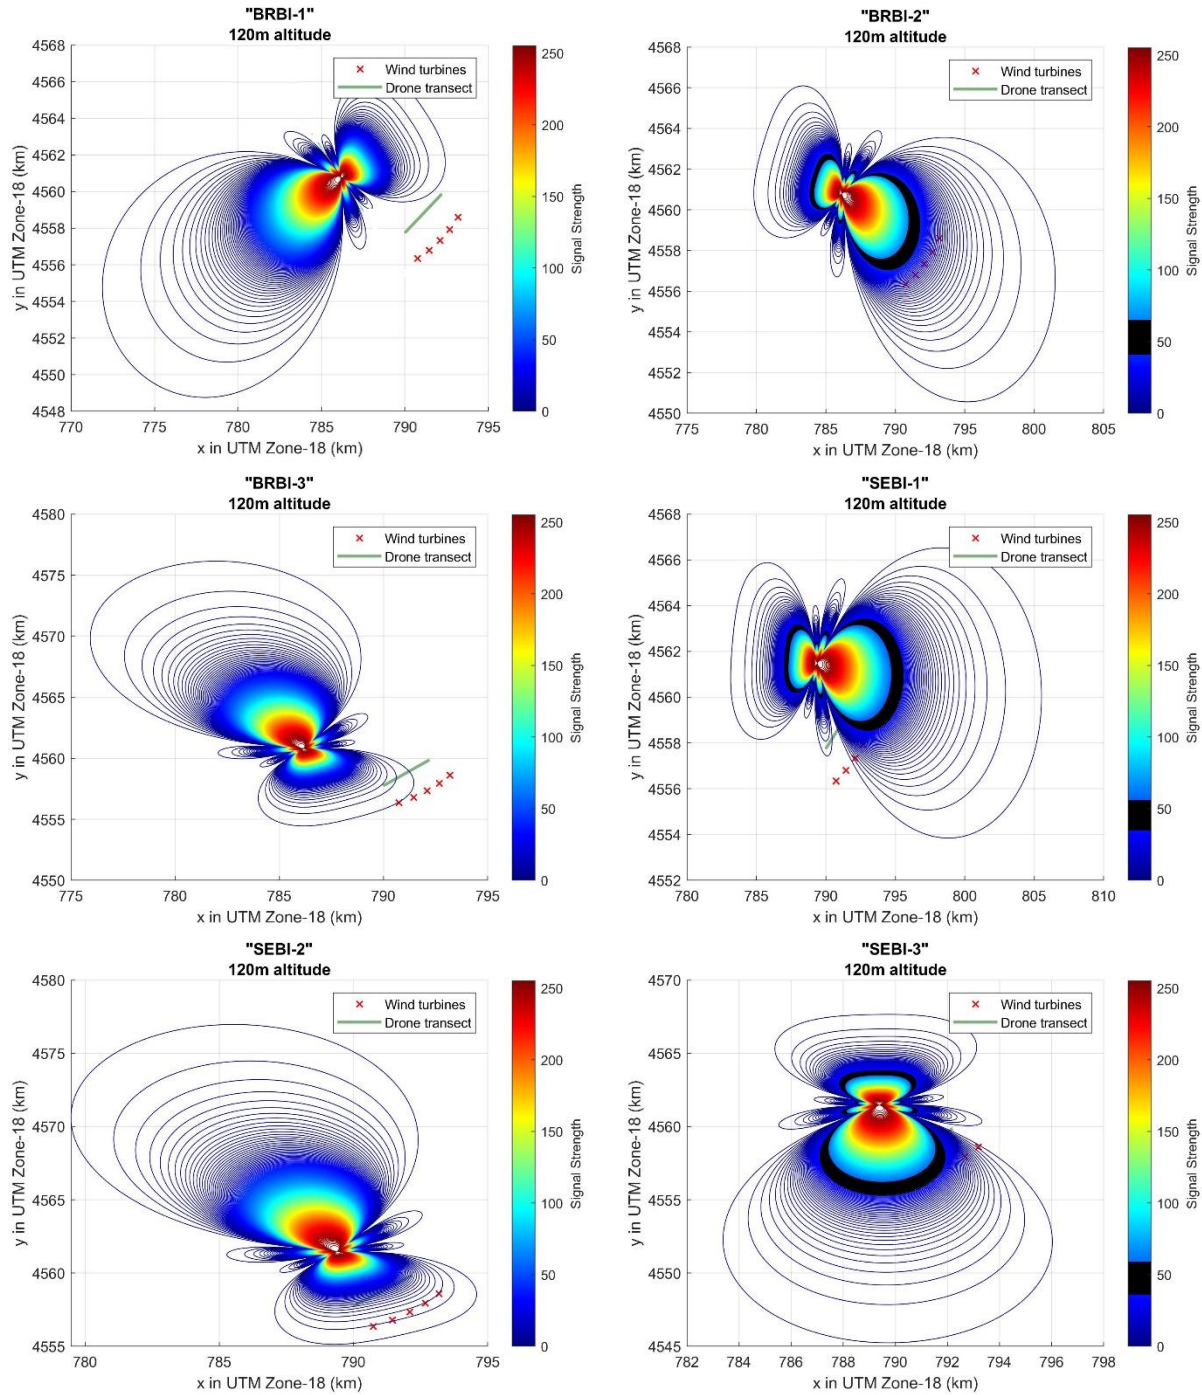 "BRBI-1"
120m altitude
4568
4566
4564
4562
4560
4558
4556
4554
4552
4550
4548
770
775
780
785
790
795
x in UTM Zone-18 (km)
y in UTM Zone-18 (km)
Wind turbines
Drone transect
250
200
150
100
50
0
Signal Strength
"BRBI-2"
120m altitude
4568
4566
4564
4562
4560
4558
4556
4554
4552
4550
775
780
785
790
795
800
805
x in UTM Zone-18 (km)
y in UTM Zone-18 (km)
Wind turbines
Drone transect
250
200
150
100
50
0
Signal Strength
"BRBI-3"
120m altitude
4580
4575
4570
4565
4560
4555
4550
775
780
785
790
795
x in UTM Zone-18 (km)
y in UTM Zone-18 (km)
Wind turbines
Drone transect
250
200
150
100
50
0
Signal Strength
"SEBI-1"
120m altitude
4568
4566
4564
4562
4560
4558
4556
4554
4552
780
785
790
795
800
805
810
x in UTM Zone-18 (km)
y in UTM Zone-18 (km)
Wind turbines
Drone transect
250
200
150
100
50
0
Signal Strength
"SEBI-2"
120m altitude
4580
4575
4570
4565
4560
4555
780
785
790
795
x in UTM Zone-18 (km)
y in UTM Zone-18 (km)
Wind turbines
Drone transect
250
200
150
100
50
0
Signal Strength
"SEBI-3"
120m altitude
4570
4565
4560
4555
4550
4545
782
784
786
788
790
792
794
796
798
x in UTM Zone-18 (km)
y in UTM Zone-18 (km)
Wind turbines
Drone transect
250
200
150
100
50
0
Signal Strength